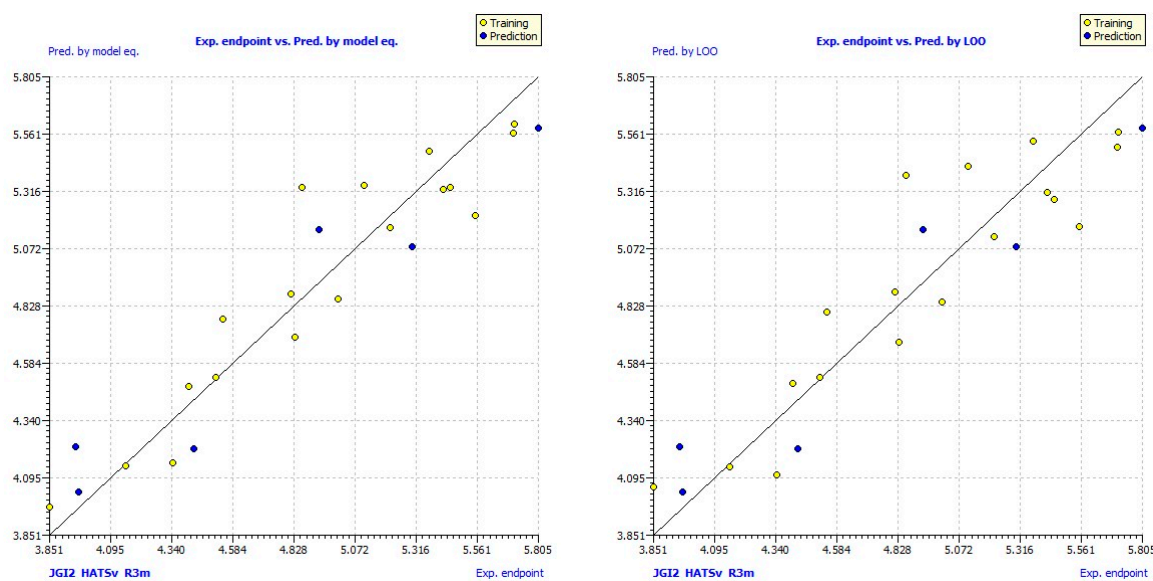 Training
Prediction
Exp. endpoint vs. Pred. by model eq.
Pred. by model eq.
5.805
5.561
5.316
5.072
4.828
4.584
4.340
4.095
3.851
3.851 4.095 4.340 4.584 4.828 5.072 5.316 5.561 5.805
JGI2 HATSv R3m Exp. endpoint
Training
Prediction
Exp. endpoint vs. Pred. by LOO
Pred. by LOO
5.805
5.561
5.316
5.072
4.828
4.584
4.340
4.095
3.851
3.851 4.095 4.340 4.584 4.828 5.072 5.316 5.561 5.805
JGI2 HATSv R3m Exp. endpoint